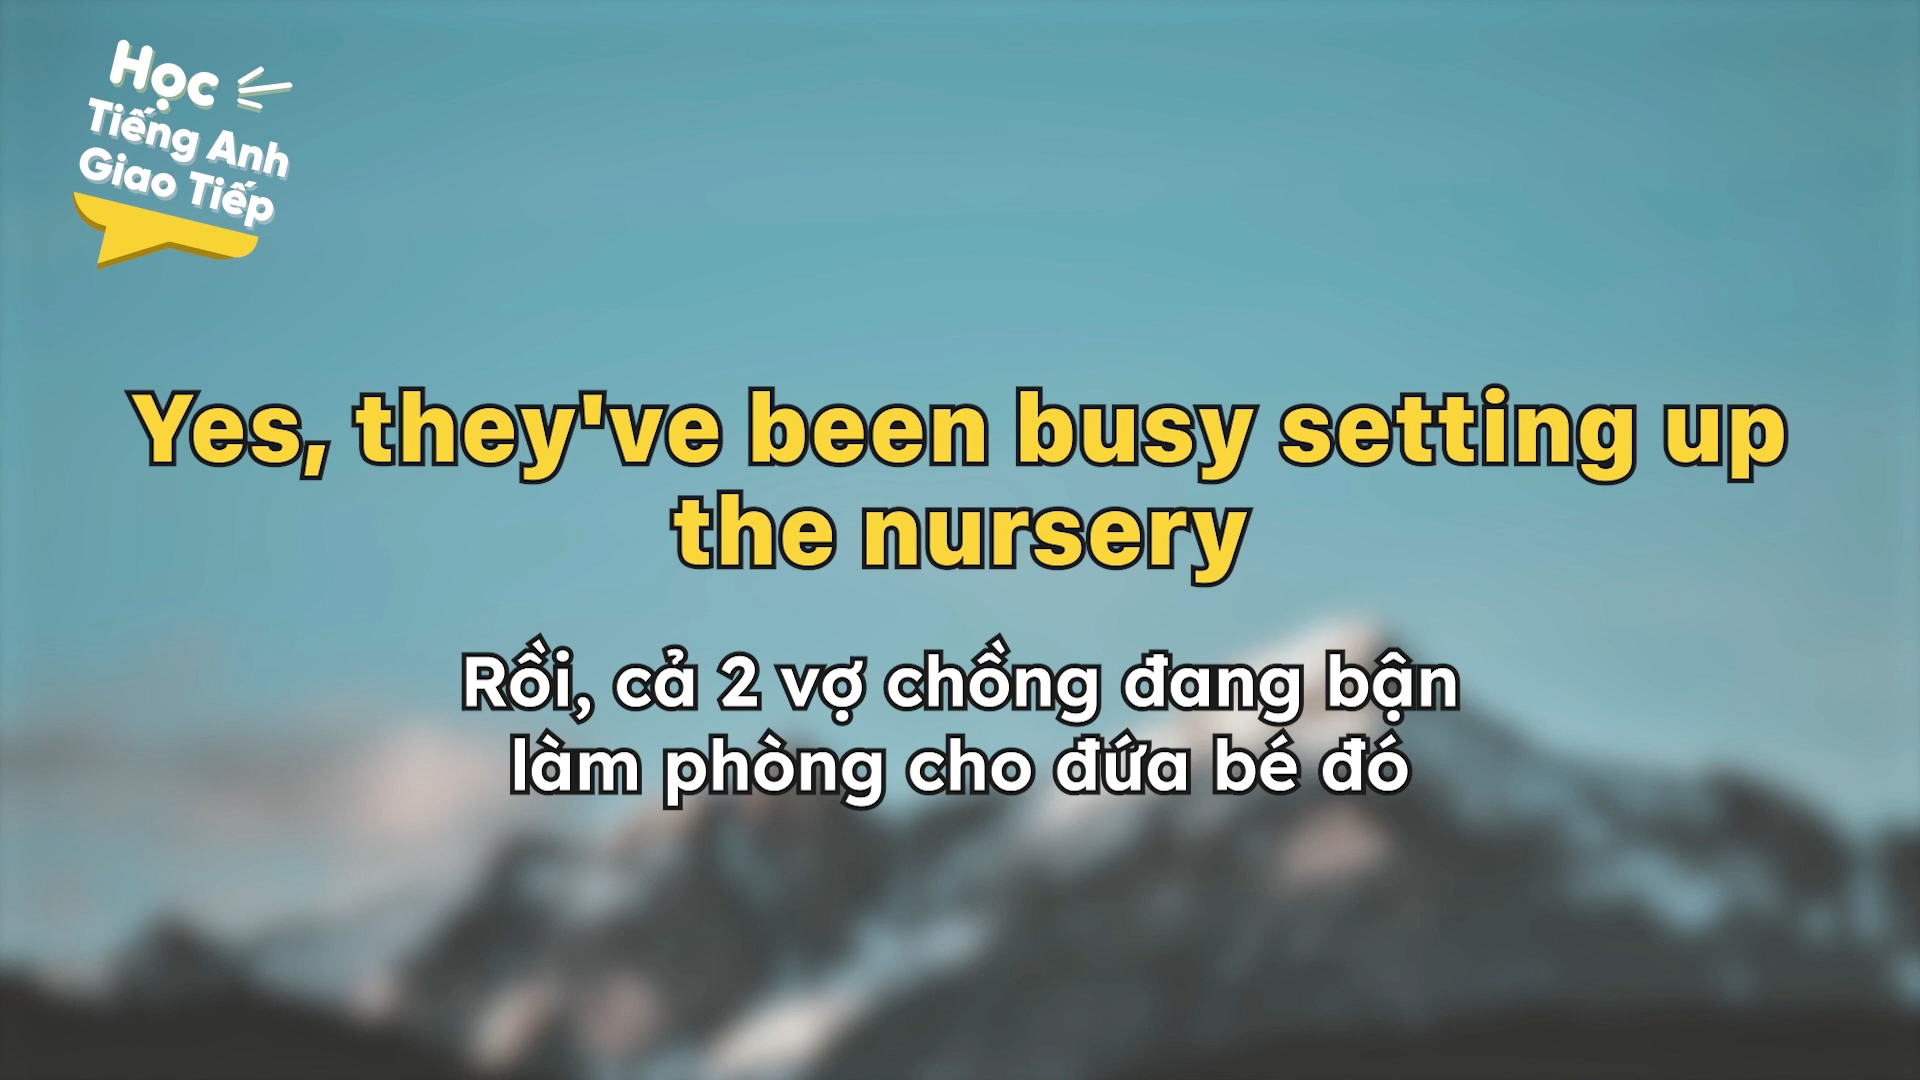 Học
Tiếng Anh
Giao Tiếp
Yes, they've been busy setting up
the nursery
Rồi, cả 2 vợ chồng đang bận
làm phòng cho đứa bé đó